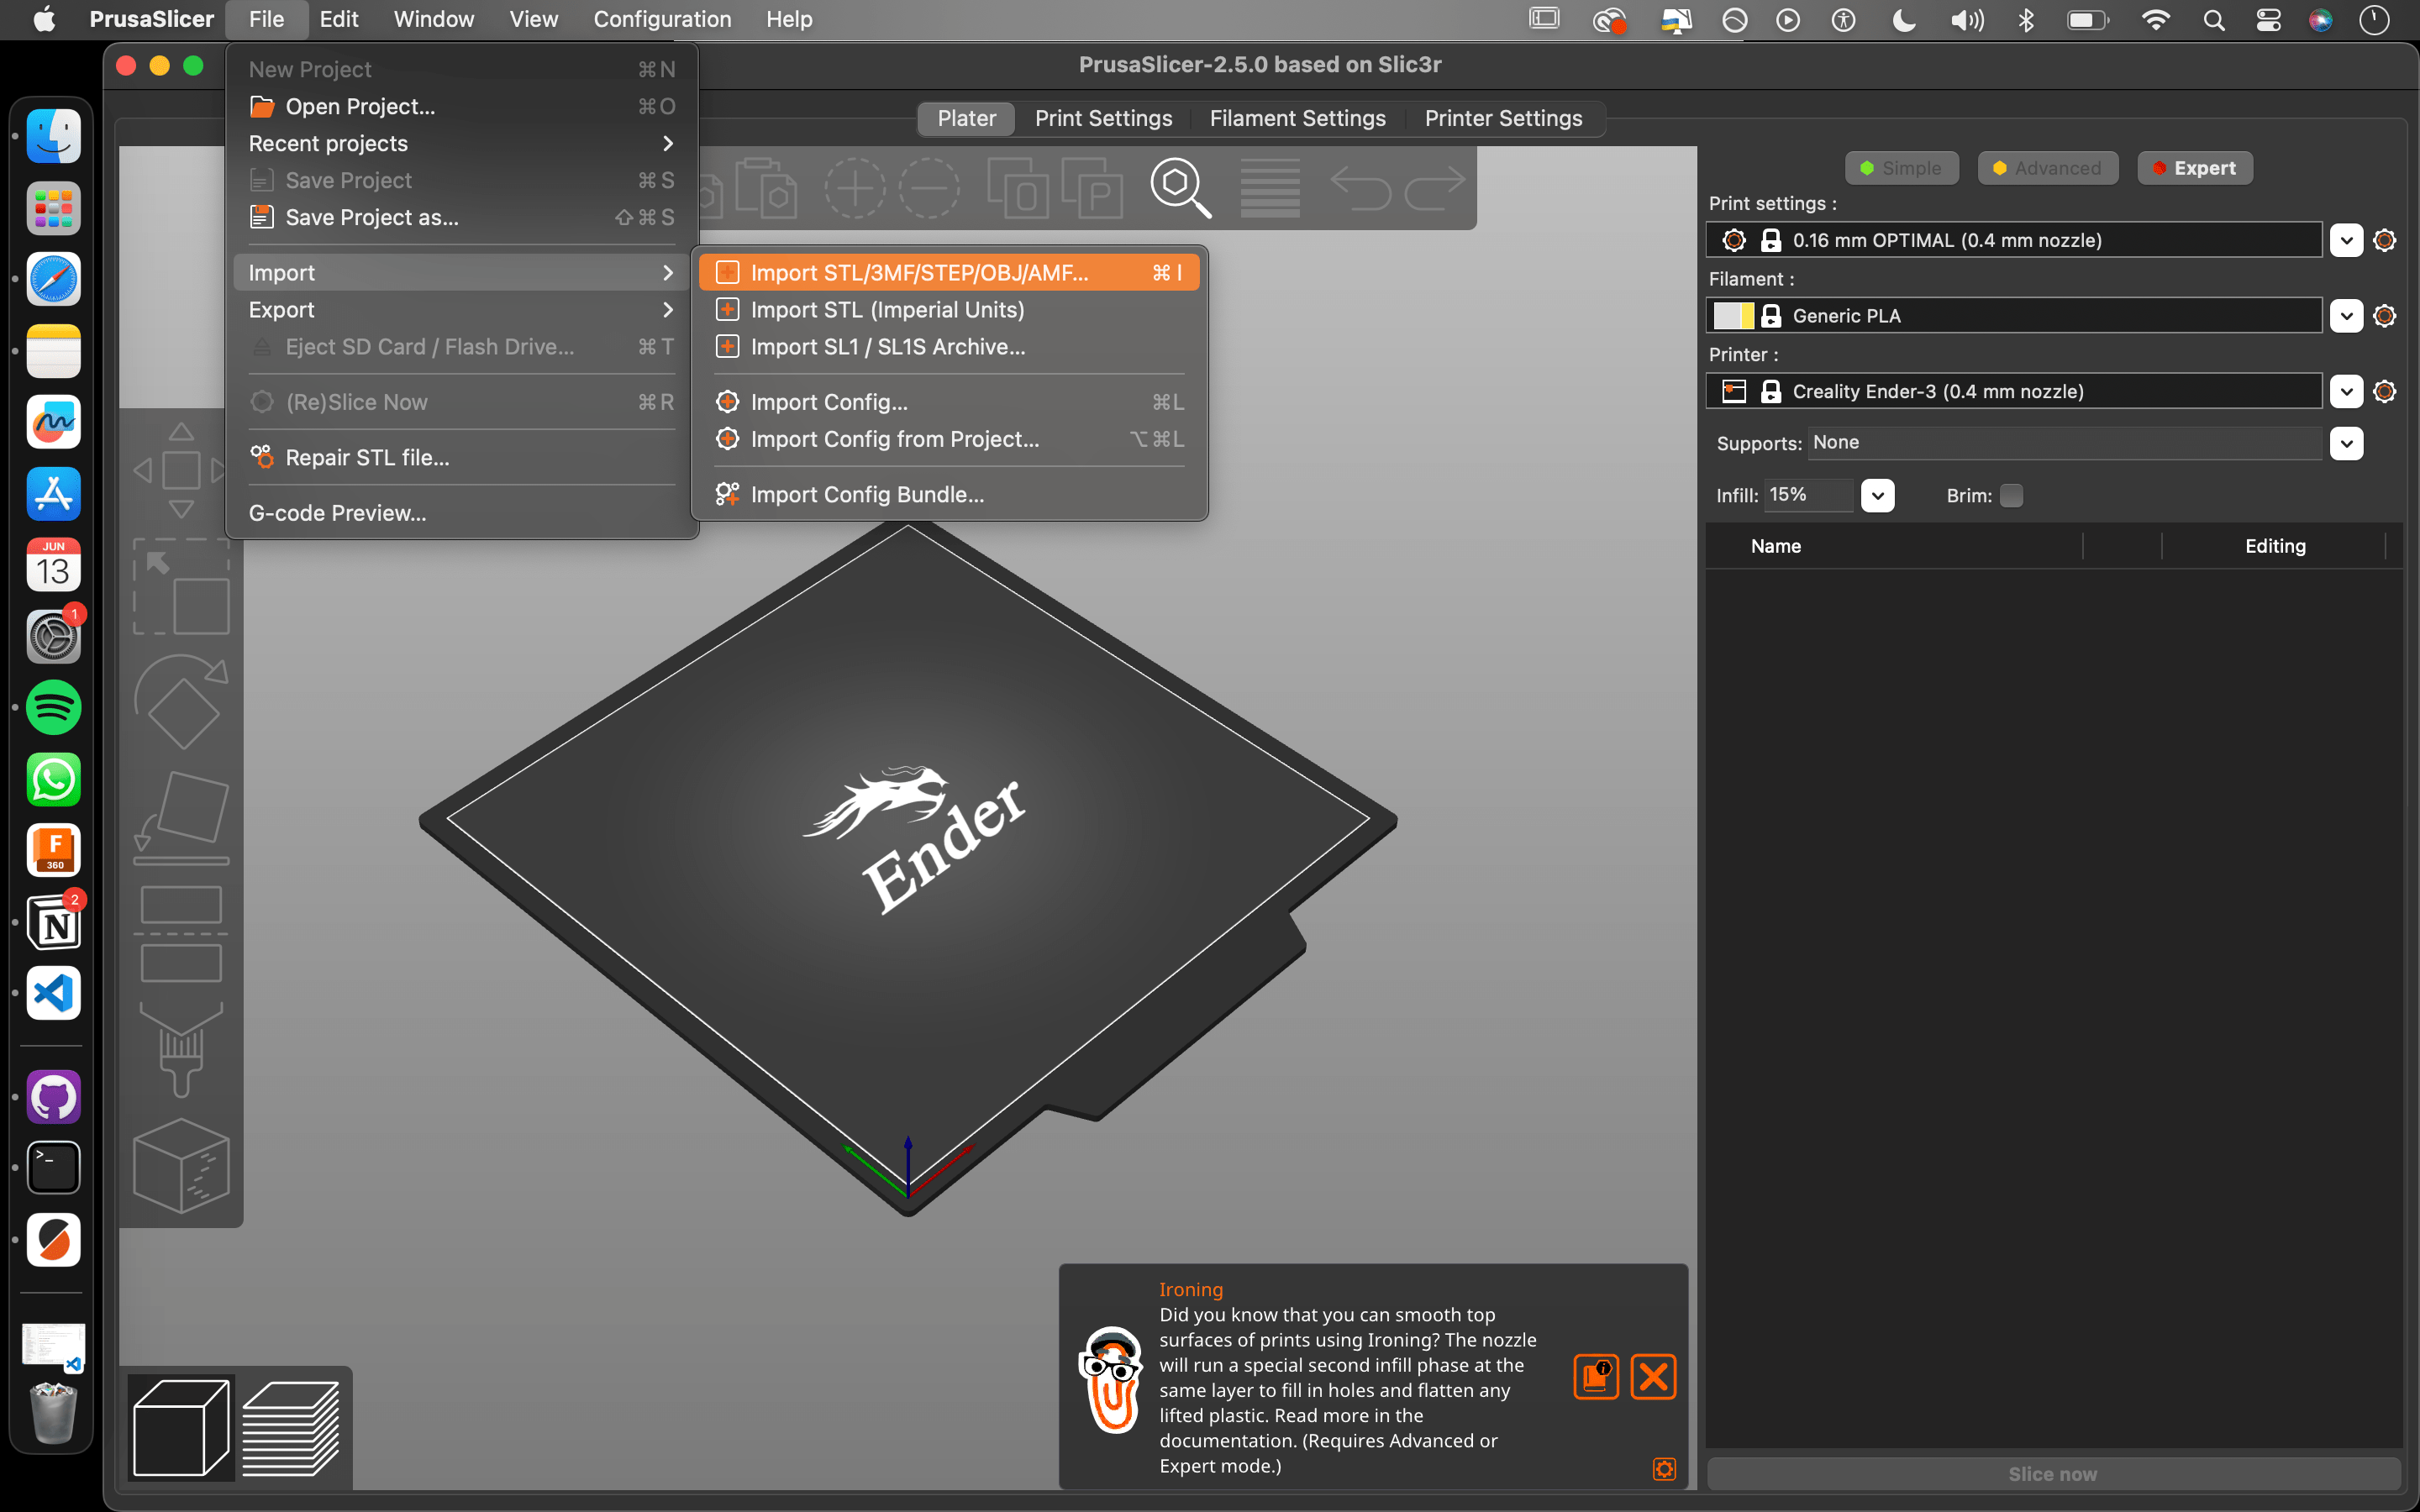 PrusaSlicer File Edit Window View Configuration Help
PrusaSlicer-2.5.0 based on Slic3r
New Project ⌘N
Open Project... ⌘O
Recent projects
Save Project ⌘S
Save Project as... ⇧⌘S
Import
Export
Eject SD Card / Flash Drive... ⌘T
(Re)Slice Now ⌘R
Repair STL file...
G-code Preview...
Import STL/3MF/STEP/OBJ/AMF... ⌘I
Import STL (Imperial Units)
Import SL1 / SL1S Archive...
Import Config... ⌘L
Import Config from Project... ⌥⌘L
Import Config Bundle...
Plater Print Settings Filament Settings Printer Settings
Simple Advanced Expert
Print settings :
0.16 mm OPTIMAL (0.4 mm nozzle)
Filament :
Generic PLA
Printer :
Creality Ender-3 (0.4 mm nozzle)
Supports: None
Infill: 15% Brim:
Name Editing
O P
JUN
13
1
F
360
N
2
>_
Ender
Ironing
Did you know that you can smooth top
surfaces of prints using Ironing? The nozzle
will run a special second infill phase at the
same layer to fill in holes and flatten any
lifted plastic. Read more in the
documentation. (Requires Advanced or
Expert mode.)
Slice now